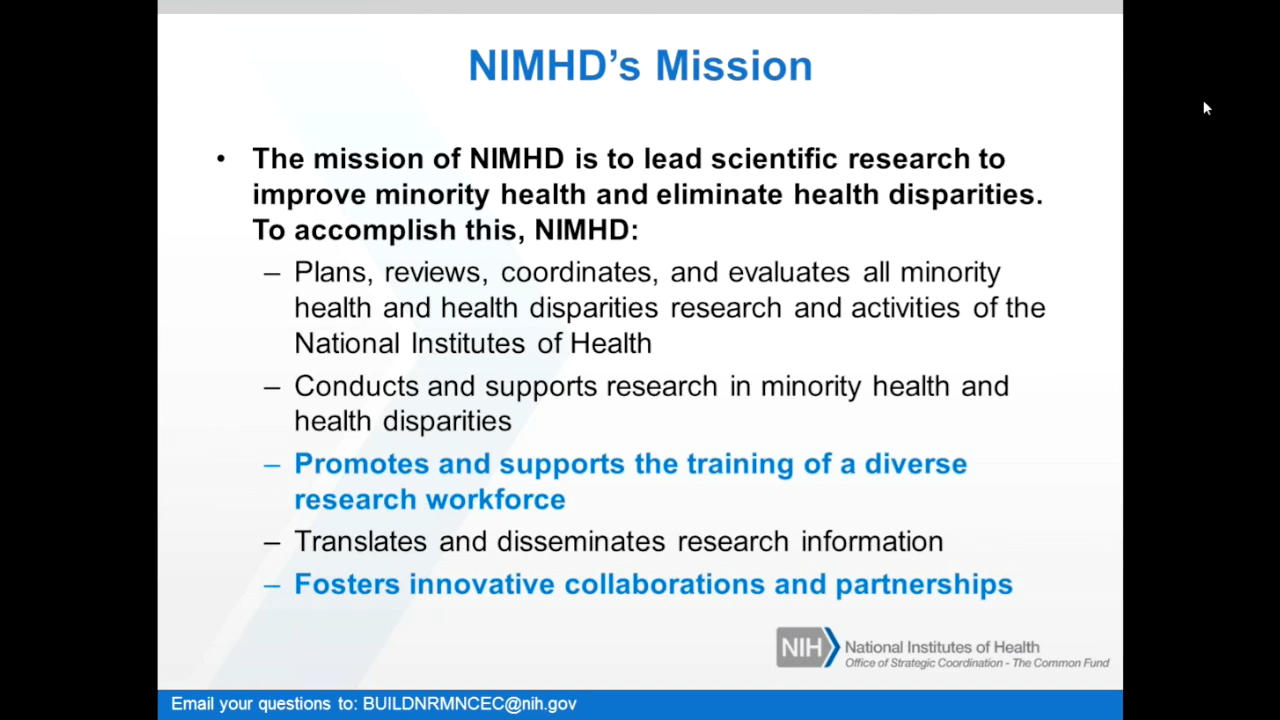 NIMHD’s Mission
• The mission of NIMHD is to lead scientific research to
improve minority health and eliminate health disparities.
To accomplish this, NIMHD:
– Plans, reviews, coordinates, and evaluates all minority
health and health disparities research and activities of the
National Institutes of Health
– Conducts and supports research in minority health and
health disparities
– Promotes and supports the training of a diverse
research workforce
– Translates and disseminates research information
– Fosters innovative collaborations and partnerships
NIH National Institutes of Health
Office of Strategic Coordination - The Common Fund
Email your questions to: BUILDNRMNCEC@nih.gov